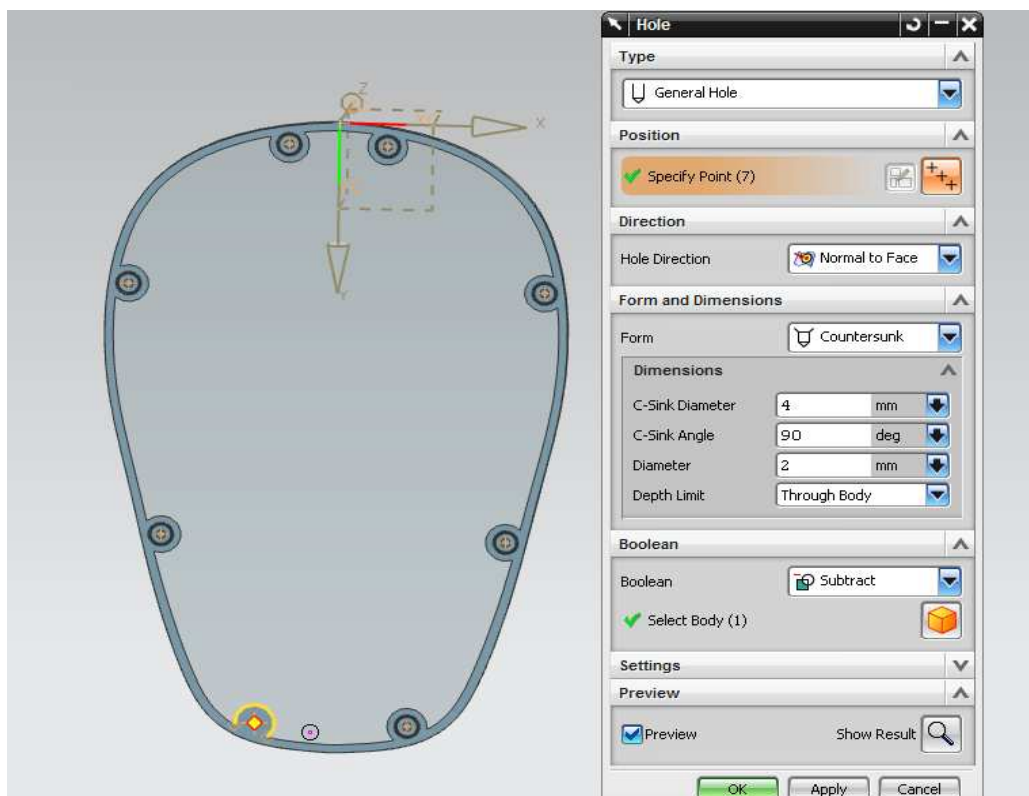 Hole
Type
General Hole
Position
Specify Point (7)
Direction
Hole Direction Normal to Face
Form and Dimensions
Form Countersunk
Dimensions
C-Sink Diameter 4 mm
C-Sink Angle 90 deg
Diameter 2 mm
Depth Limit Through Body
Boolean
Boolean Subtract
Select Body (1)
Settings
Preview
Preview Show Result
OK Apply Cancel
Z
X
Y